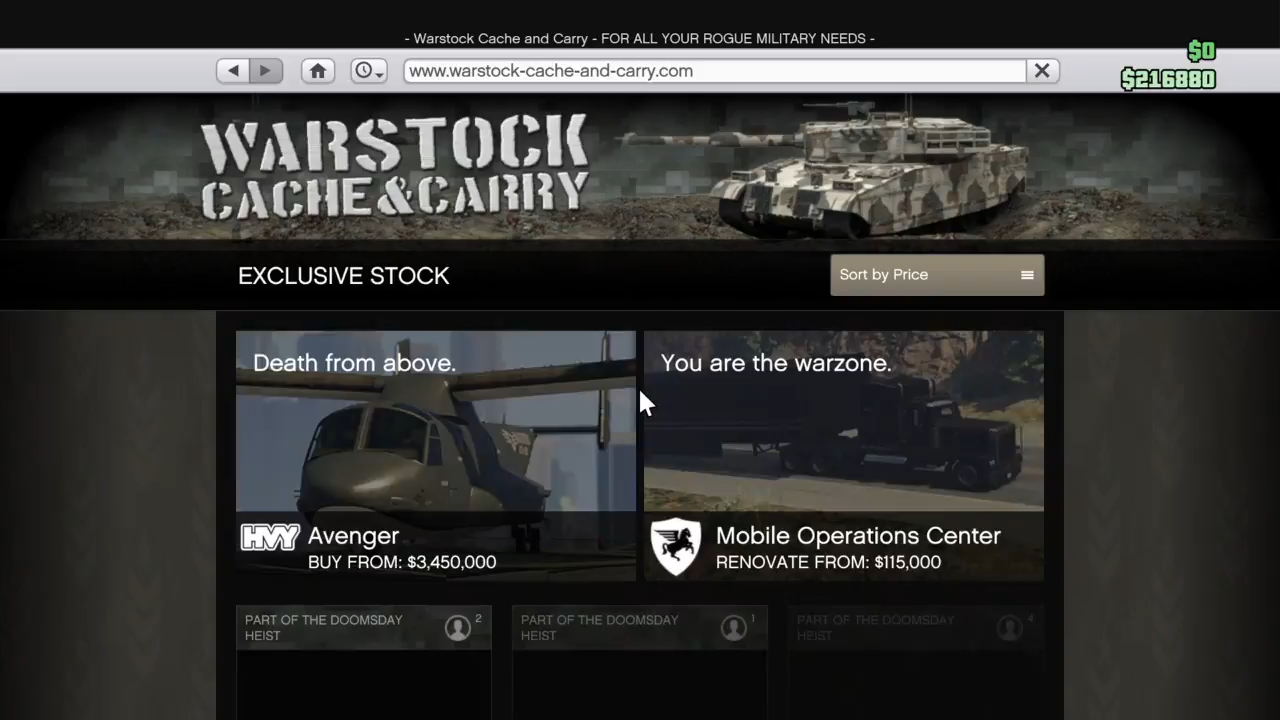 - Warstock Cache and Carry - FOR ALL YOUR ROGUE MILITARY NEEDS -
$0
www.warstock-cache-and-carry.com
$216880
WARSTOCK
CACHE & CARRY
EXCLUSIVE STOCK
Sort by Price
Death from above.
You are the warzone.
HVY
Avenger
BUY FROM: $3,450,000
Mobile Operations Center
RENOVATE FROM: $115,000
PART OF THE DOOMSDAY
HEIST
2
PART OF THE DOOMSDAY
HEIST
1
PART OF THE DOOMSDAY
HEIST
4